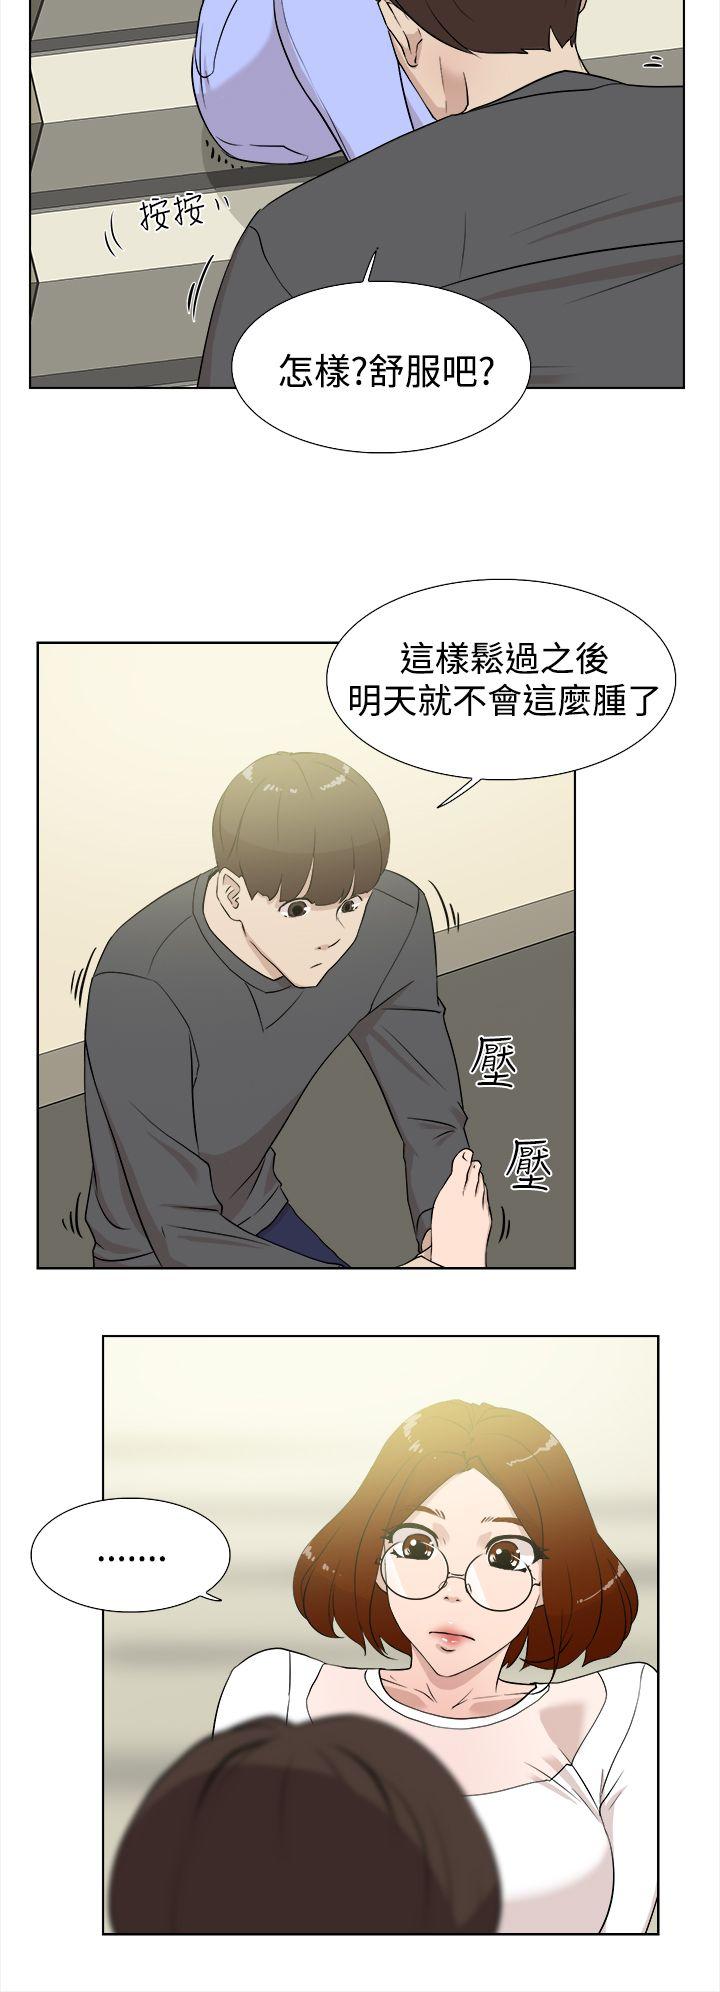 按按
怎樣?舒服吧?
這樣鬆過之後
明天就不會這麼腫了
壓
壓
.......